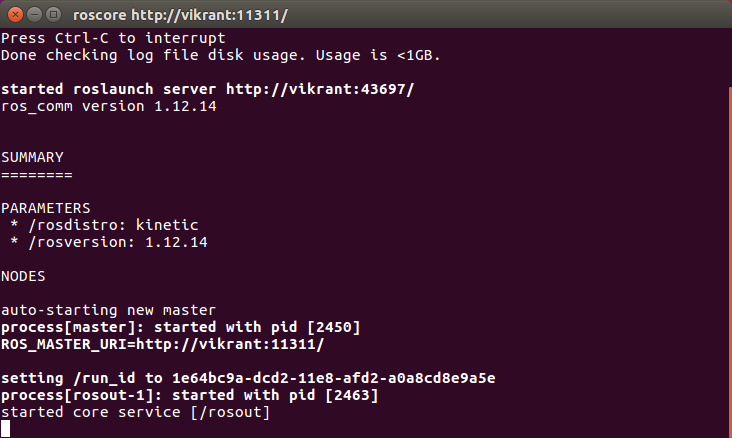 roscore http://vikrant:11311/
Press Ctrl-C to interrupt
Done checking log file disk usage. Usage is <1GB.
started roslaunch server http://vikrant:43697/
ros_comm version 1.12.14
SUMMARY
========
PARAMETERS
 * /rosdistro: kinetic
 * /rosversion: 1.12.14
NODES
auto-starting new master
process[master]: started with pid [2450]
ROS_MASTER_URI=http://vikrant:11311/
setting /run_id to 1e64bc9a-dcd2-11e8-afd2-a0a8cd8e9a5e
process[rosout-1]: started with pid [2463]
started core service [/rosout]